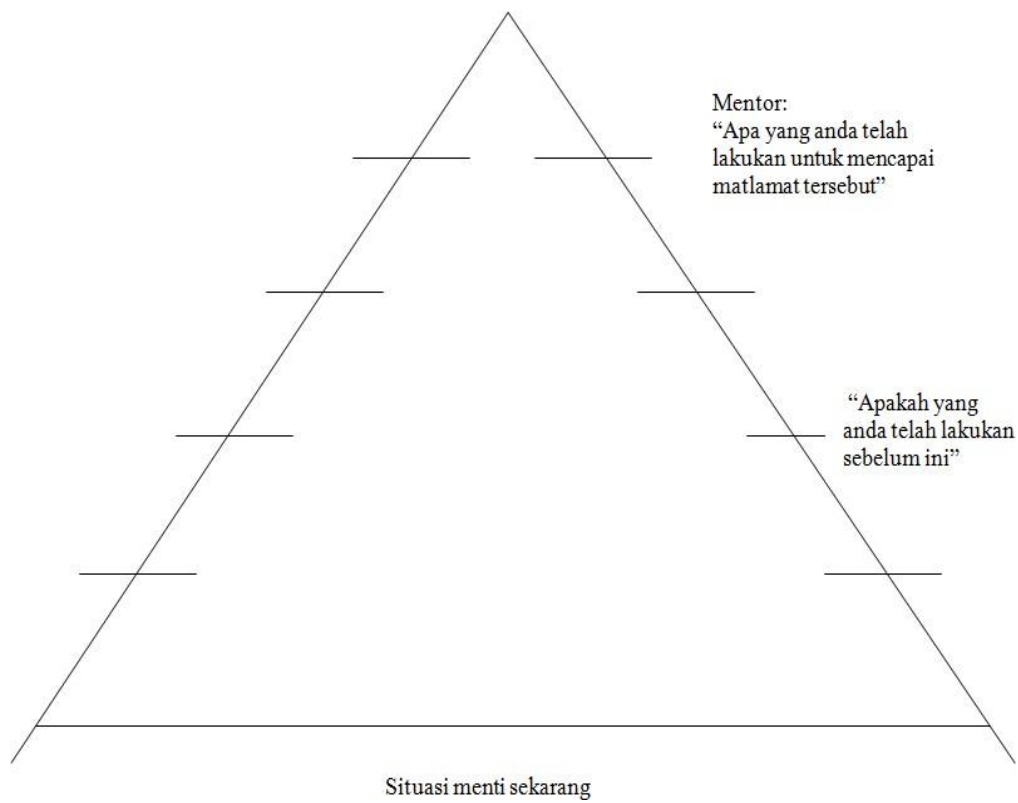 Mentor:
“Apa yang anda telah
lakukan untuk mencapai
matlamat tersebut”
“Apakah yang
anda telah lakukan
sebelum ini”
Situasi menti sekarang